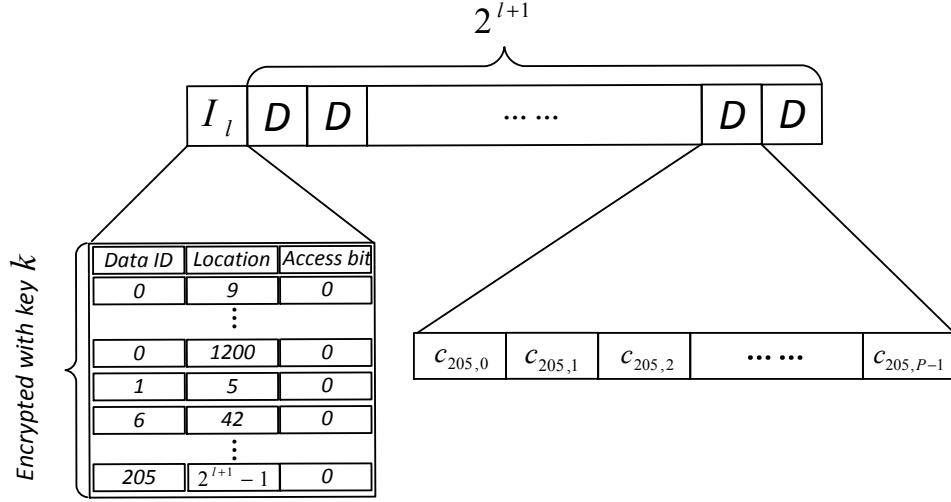 2^{l+1}
I_l D D ... ... D D
Encrypted with key k
Data ID Location Access bit
0 9 0
⋮
0 1200 0
1 5 0
6 42 0
⋮
205 2^{l+1} − 1 0
c_{205,0} c_{205,1} c_{205,2} ... ... c_{205,P−1}